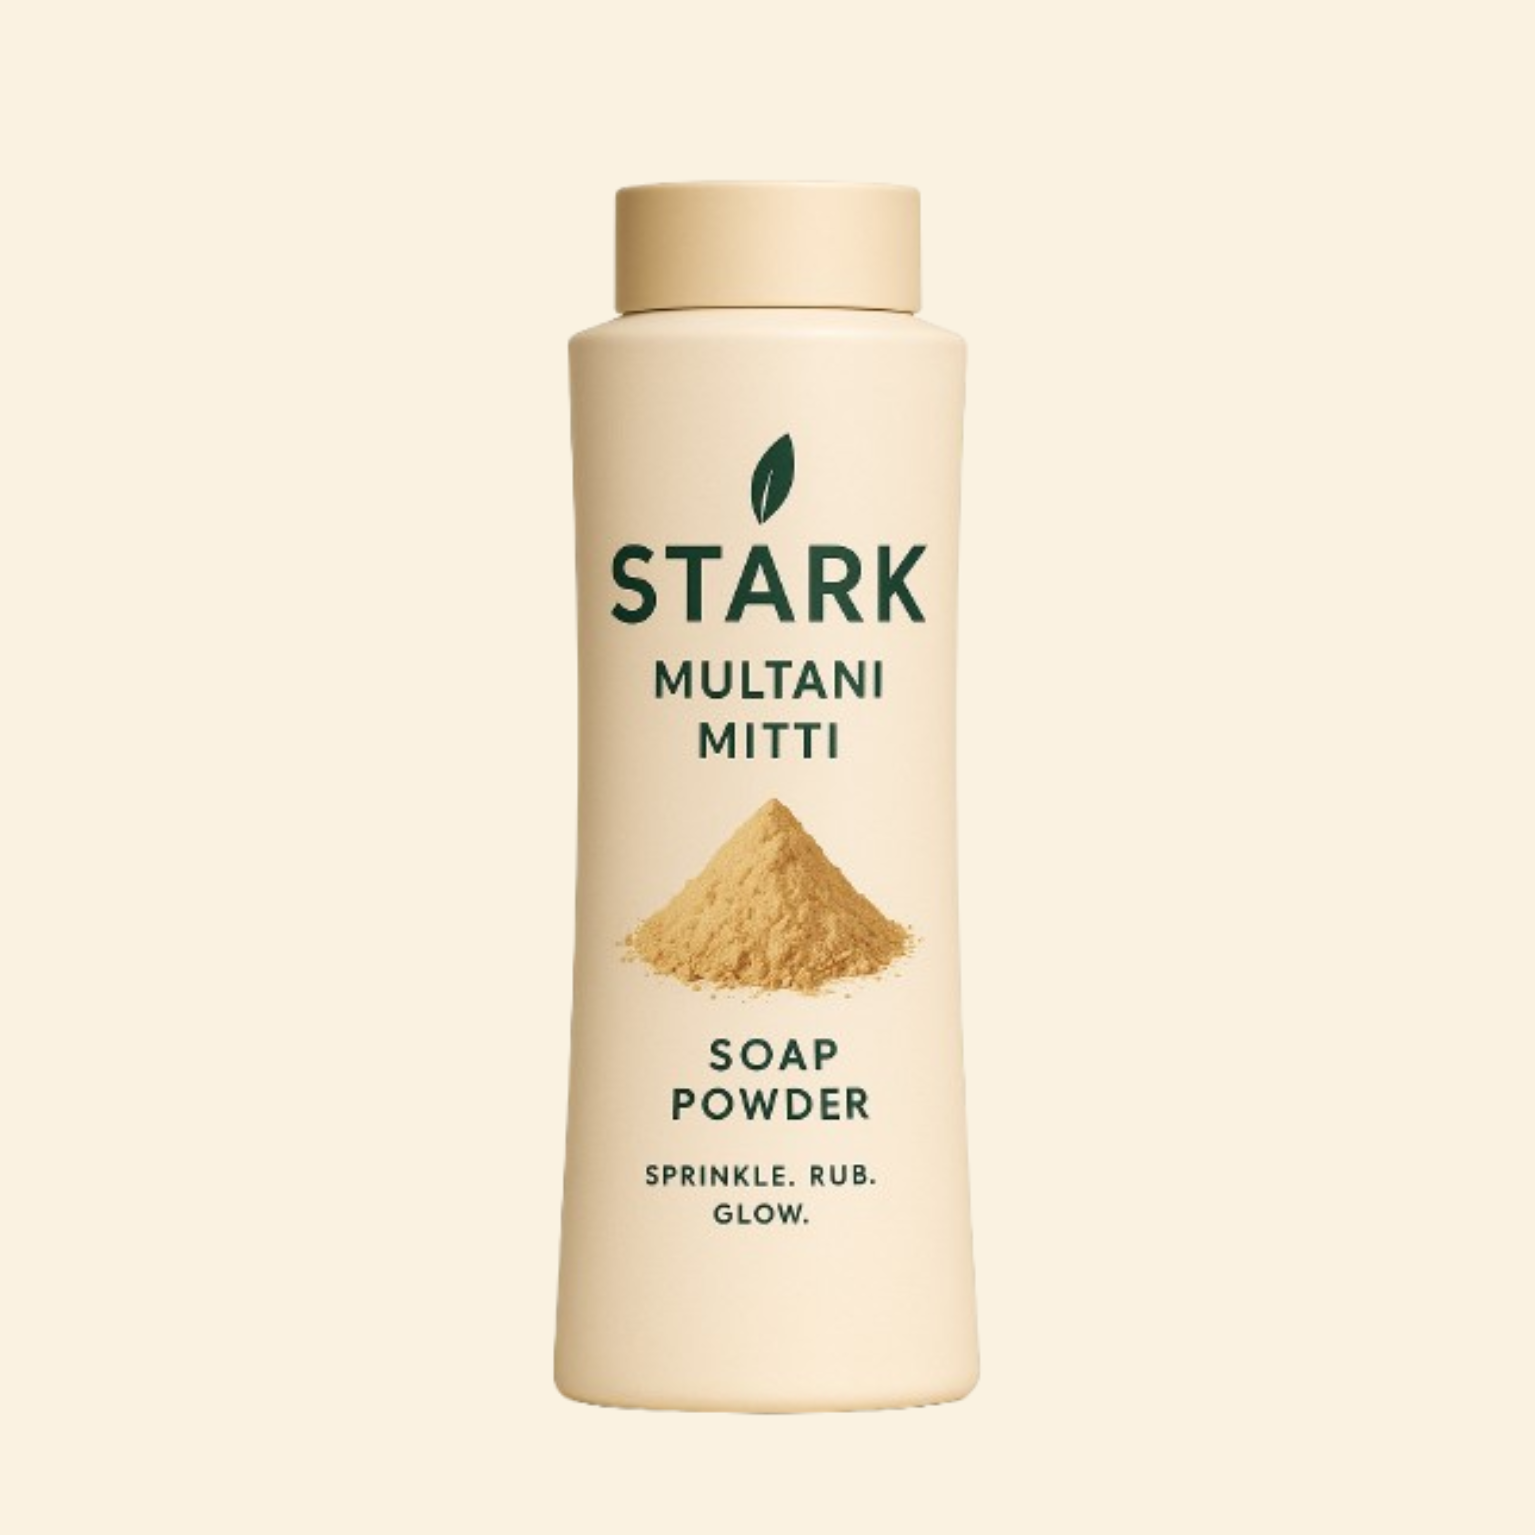 STARK
MULTANI
MITTI
SOAP
POWDER
SPRINKLE. RUB.
GLOW.